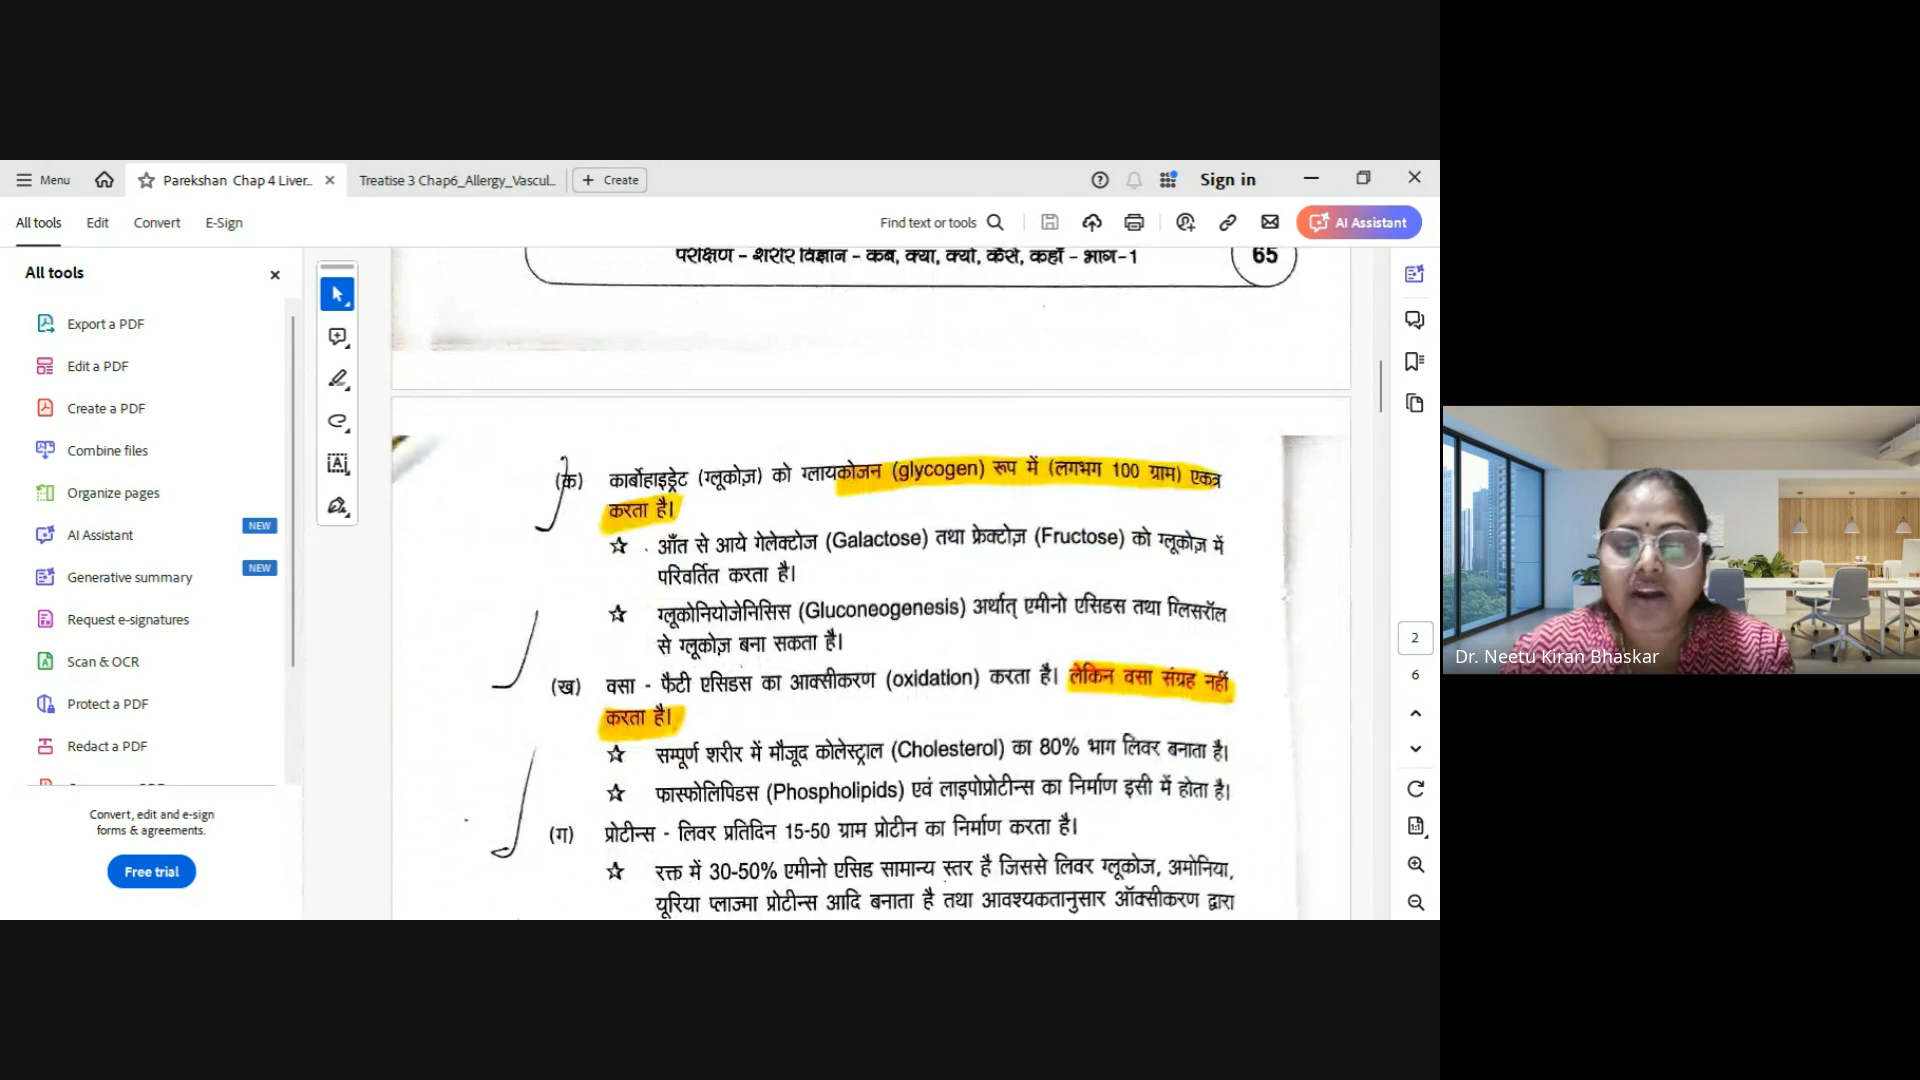 Menu
Parekshan Chap 4 Liver...
Treatise 3 Chap6_Allergy_Vascul...
Create
Sign in
All tools
Edit
Convert
E-Sign
Find text or tools
AI Assistant
All tools
Export a PDF
Edit a PDF
Create a PDF
Combine files
Organize pages
AI Assistant
NEW
Generative summary
NEW
Request e-signatures
Scan & OCR
Protect a PDF
Redact a PDF
Convert, edit and e-sign
forms & agreements.
Free trial
परीक्षण - शरीर विज्ञान - कब, क्या, क्यों, कैसे, कहाँ - भाग-1
65
(क) कार्बोहाइड्रेट (ग्लूकोज़) को ग्लायकोजन (glycogen) रूप में (लगभग 100 ग्राम) एकत्र
करता है।
☆ आँत से आये गेलेक्टोज (Galactose) तथा फ्रेक्टोज़ (Fructose) को ग्लूकोज़ में
परिवर्तित करता है।
☆ ग्लूकोनियोजेनिसिस (Gluconeogenesis) अर्थात् एमीनो एसिडस तथा ग्लिसरॉल
से ग्लूकोज़ बना सकता है।
(ख) वसा - फैटी एसिडस का आक्सीकरण (oxidation) करता है। लेकिन वसा संग्रह नहीं
करता है।
☆ सम्पूर्ण शरीर में मौजूद कोलेस्ट्राल (Cholesterol) का 80% भाग लिवर बनाता है।
☆ फास्फोलिपिडस (Phospholipids) एवं लाइपोप्रोटीन्स का निर्माण इसी में होता है।
(ग) प्रोटीन्स - लिवर प्रतिदिन 15-50 ग्राम प्रोटीन का निर्माण करता है।
☆ रक्त में 30-50% एमीनो एसिड सामान्य स्तर है जिससे लिवर ग्लूकोज, अमोनिया,
यूरिया प्लाज्मा प्रोटीन्स आदि बनाता है तथा आवश्यकतानुसार ऑक्सीकरण द्वारा
2
6
Dr. Neetu Kiran Bhaskar